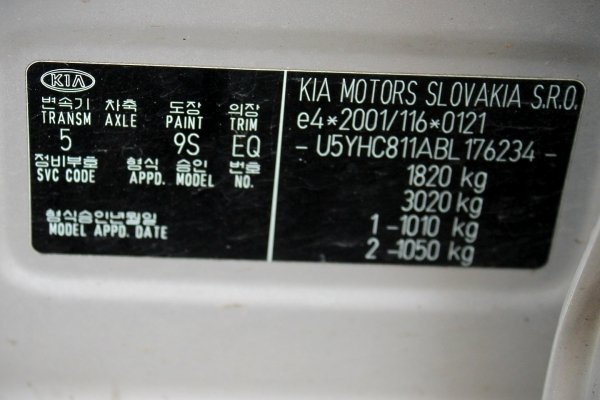 KIA
변속기 차축 도장 의장
TRANSM AXLE PAINT TRIM
5 9S EQ
정비부호 형식 승인 번호
SVC CODE APPD. MODEL NO.
형식승인년월일
MODEL APPD. DATE
KIA MOTORS SLOVAKIA S.R.O.
e4*2001/116*0121
- U5YHC811ABL176234 -
1820 kg
3020 kg
1 -1010 kg
2 -1050 kg